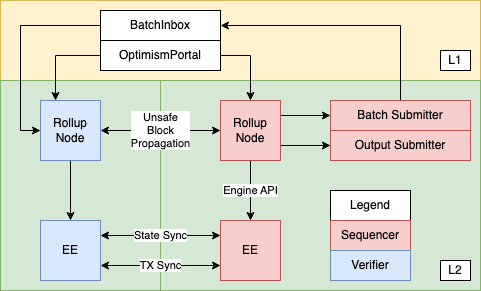 BatchInbox
OptimismPortal
L1
Rollup
Node
Unsafe
Block
Propagation
Rollup
Node
Batch Submitter
Output Submitter
Engine API
Legend
Sequencer
Verifier
EE
State Sync
TX Sync
EE
L2